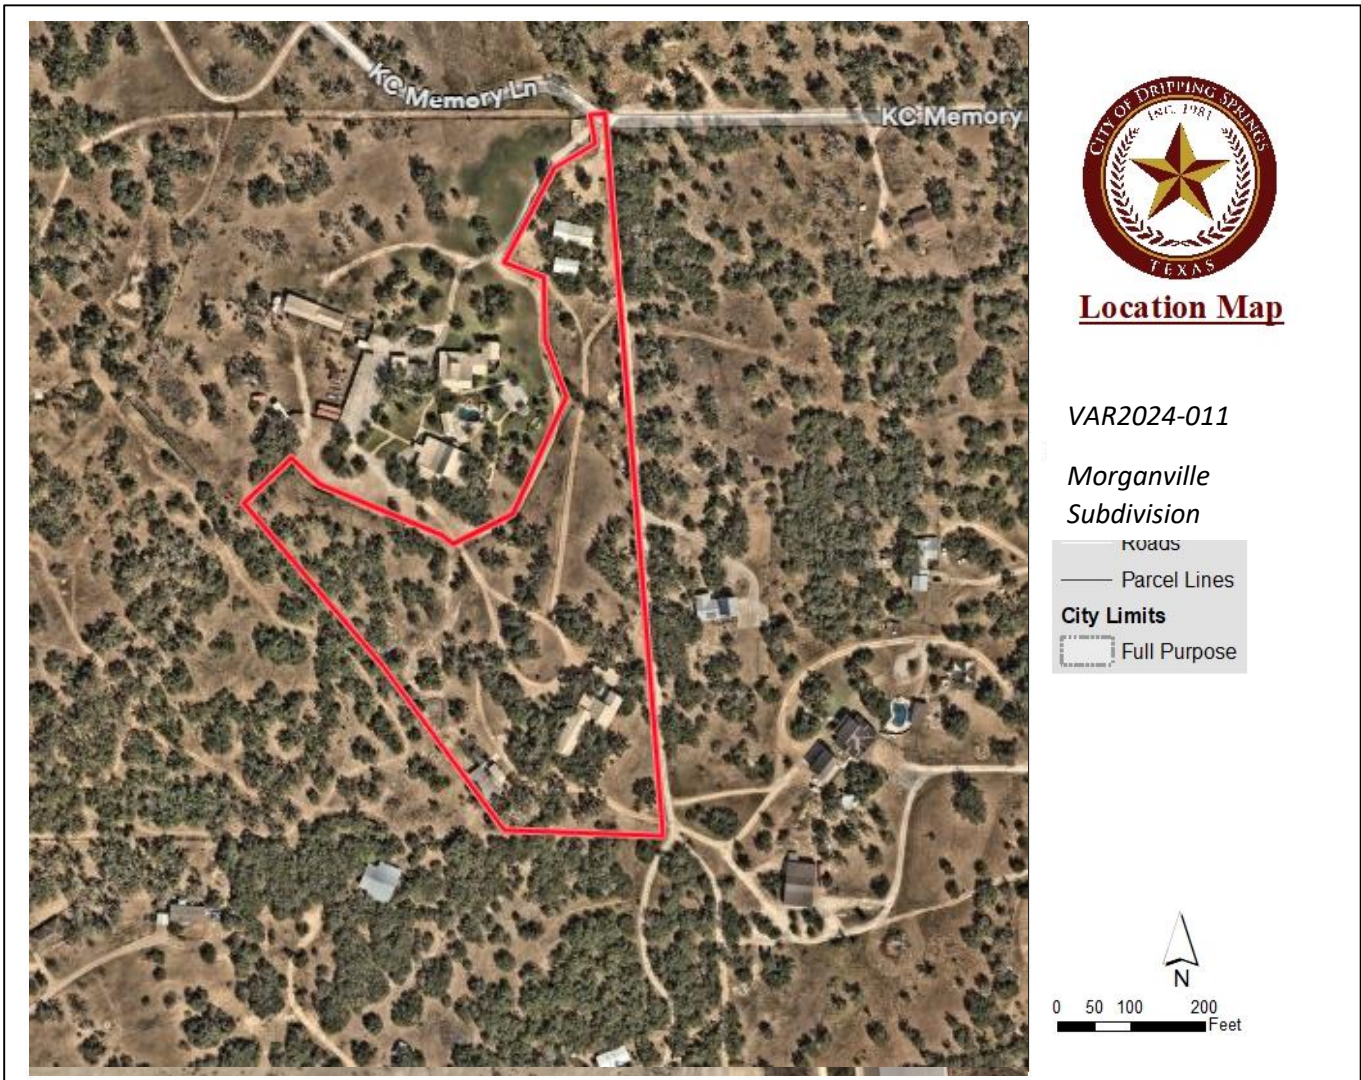 KC Memory Ln
KC Memory
CITY OF DRIPPING SPRINGS
INC. 1981
TEXAS
Location Map
VAR2024-011
Morganville
Subdivision
Roads
Parcel Lines
City Limits
Full Purpose
N
0 50 100 200
Feet